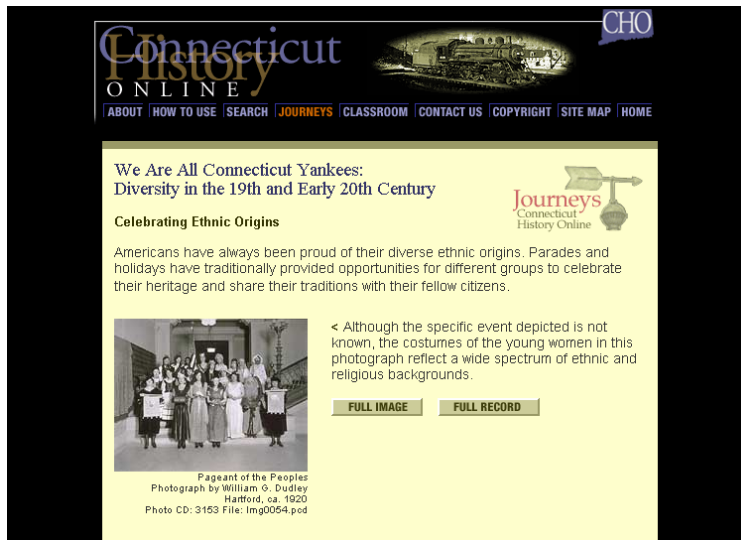 CHO
Connecticut
History
ONLINE
ABOUT HOW TO USE SEARCH JOURNEYS CLASSROOM CONTACT US COPYRIGHT SITE MAP HOME
We Are All Connecticut Yankees:
Diversity in the 19th and Early 20th Century
Journeys
Connecticut
History Online
Celebrating Ethnic Origins
Americans have always been proud of their diverse ethnic origins. Parades and
holidays have traditionally provided opportunities for different groups to celebrate
their heritage and share their traditions with their fellow citizens.
< Although the specific event depicted is not
known, the costumes of the young women in this
photograph reflect a wide spectrum of ethnic and
religious backgrounds.
FULL IMAGE FULL RECORD
Pageant of the Peoples
Photograph by William G. Dudley
Hartford, ca. 1920
Photo CD: 3153 File: Img0054.pcd